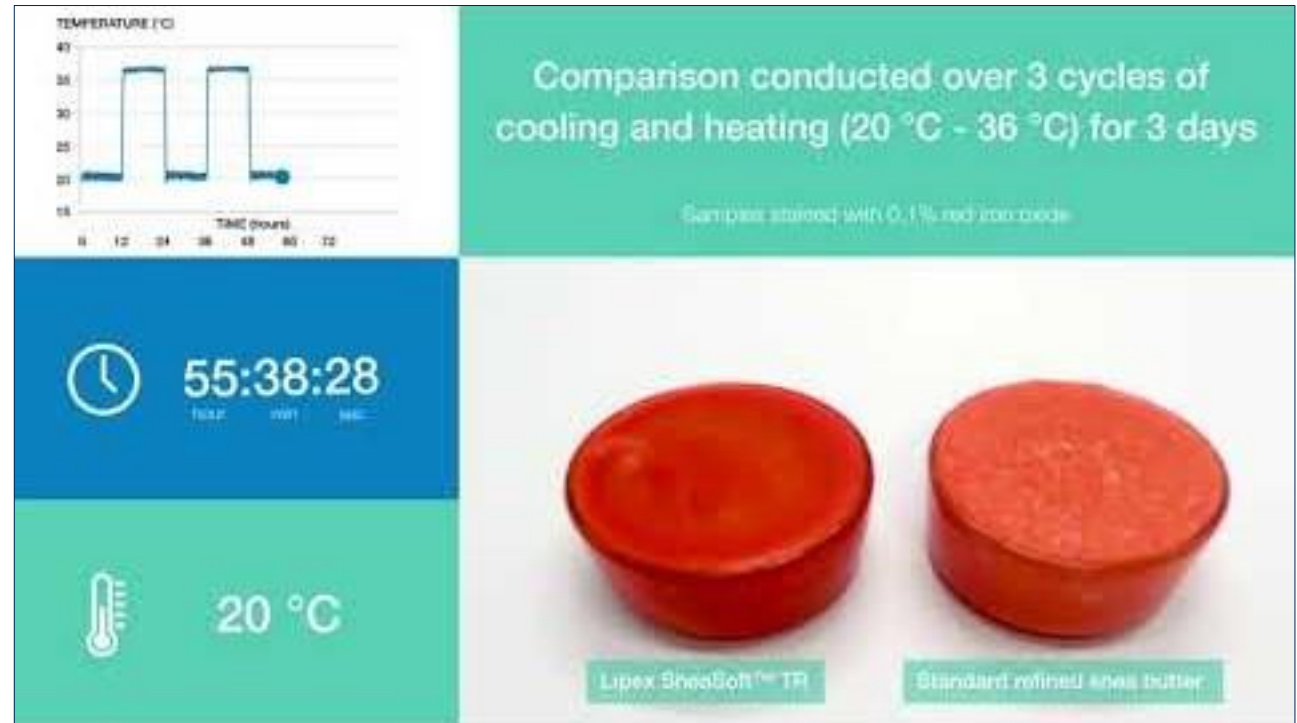 TEMPERATURE (°C)
40
35
30
25
20
15
TIME (hours)
0 12 24 36 48 60 72
Comparison conducted over 3 cycles of
cooling and heating (20 °C - 36 °C) for 3 days
Samples stained with 0,1% red iron oxide
55:38:28
hour min sec
20 °C
Lipex SheaSoft™ TR
Standard refined shea butter